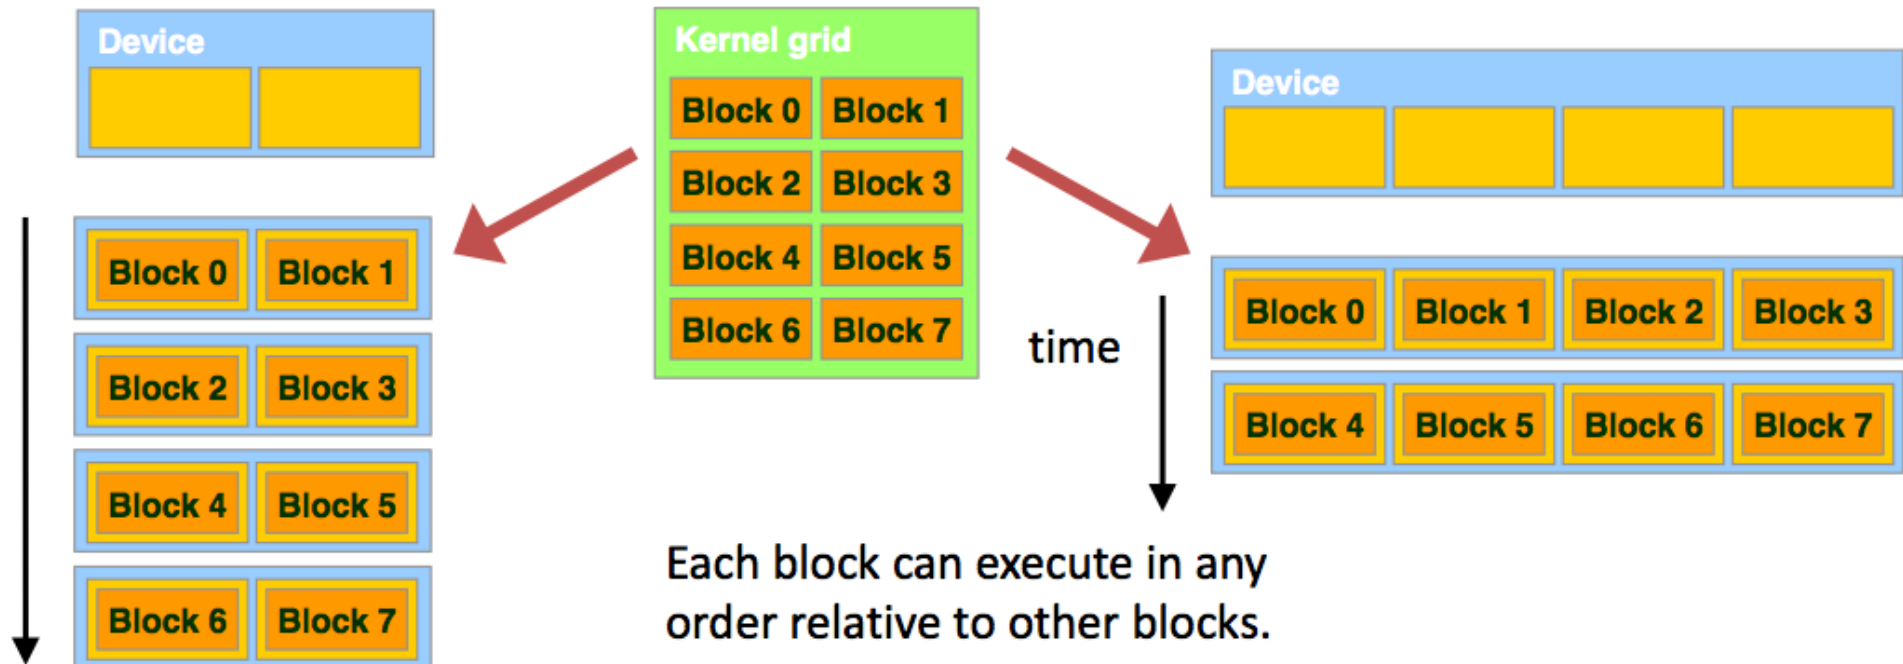 Device
Block 0 Block 1
Block 2 Block 3
Block 4 Block 5
Block 6 Block 7
Kernel grid
Block 0 Block 1
Block 2 Block 3
Block 4 Block 5
Block 6 Block 7
time
Device
Block 0 Block 1 Block 2 Block 3
Block 4 Block 5 Block 6 Block 7
Each block can execute in any
order relative to other blocks.